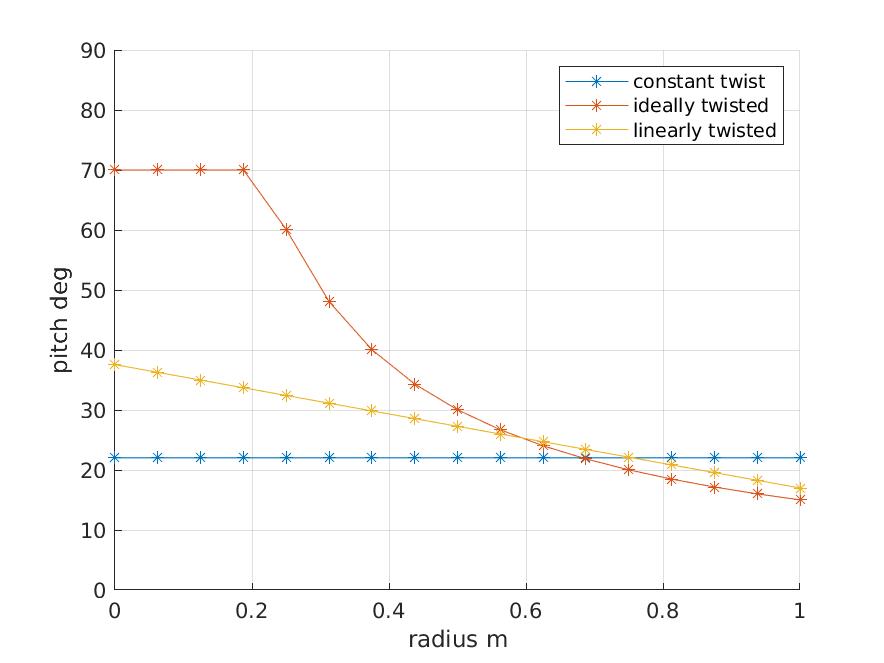 90
80
70
60
50
40
30
20
10
0
pitch deg
constant twist
ideally twisted
linearly twisted
0 0.2 0.4 0.6 0.8 1
radius m